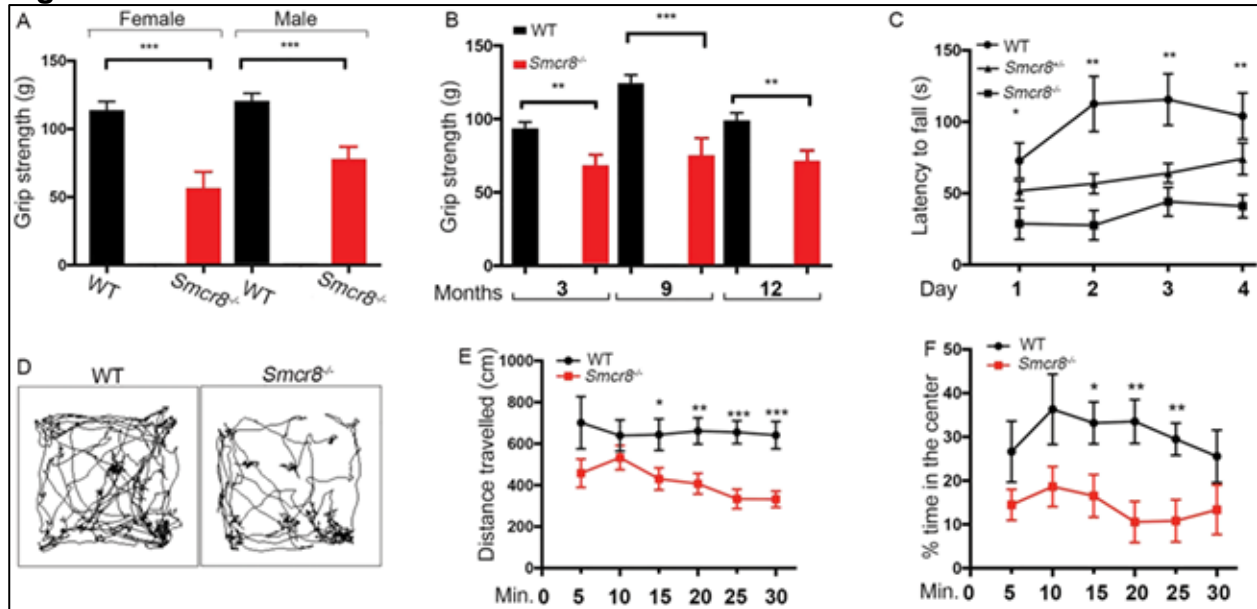 A
Female
Male
***
***
Grip strength (g)
150
100
50
0
WT
Smcr8-/-
WT
Smcr8-/-
B
WT
Smcr8-/-
**
***
**
Grip strength (g)
150
100
50
0
Months
3
9
12
C
WT
Smcr8+/-
Smcr8-/-
*
**
**
**
Latency to fall (s)
150
100
50
0
Day
1
2
3
4
D
WT
Smcr8-/-
E
WT
Smcr8-/-
*
**
***
***
Distance travelled (cm)
1000
800
600
400
200
0
Min. 0 5 10 15 20 25 30
F
WT
Smcr8-/-
*
**
**
% time in the center
50
40
30
20
10
0
Min. 0 5 10 15 20 25 30